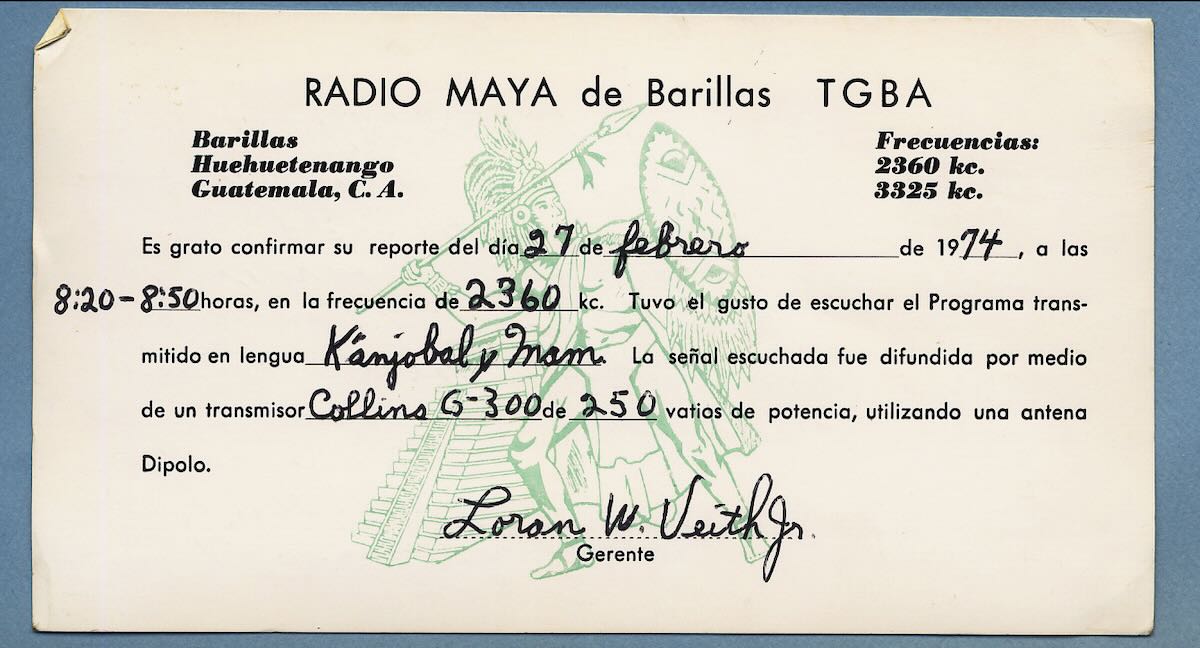 RADIO MAYA de Barillas TGBA
Barillas
Huehuetenango
Guatemala, C. A.
Frecuencias:
2360 kc.
3325 kc.
Es grato confirmar su reporte del día 27 de febrero de 1974, a las
8:20-8:50 horas, en la frecuencia de 2360 kc. Tuvo el gusto de escuchar el Programa trans-
mitido en lengua K'anjobal y Mam. La señal escuchada fue difundida por medio
de un transmisor Collins G-300 de 250 vatios de potencia, utilizando una antena
Dipolo.
Loran W. Veith Jr.
Gerente